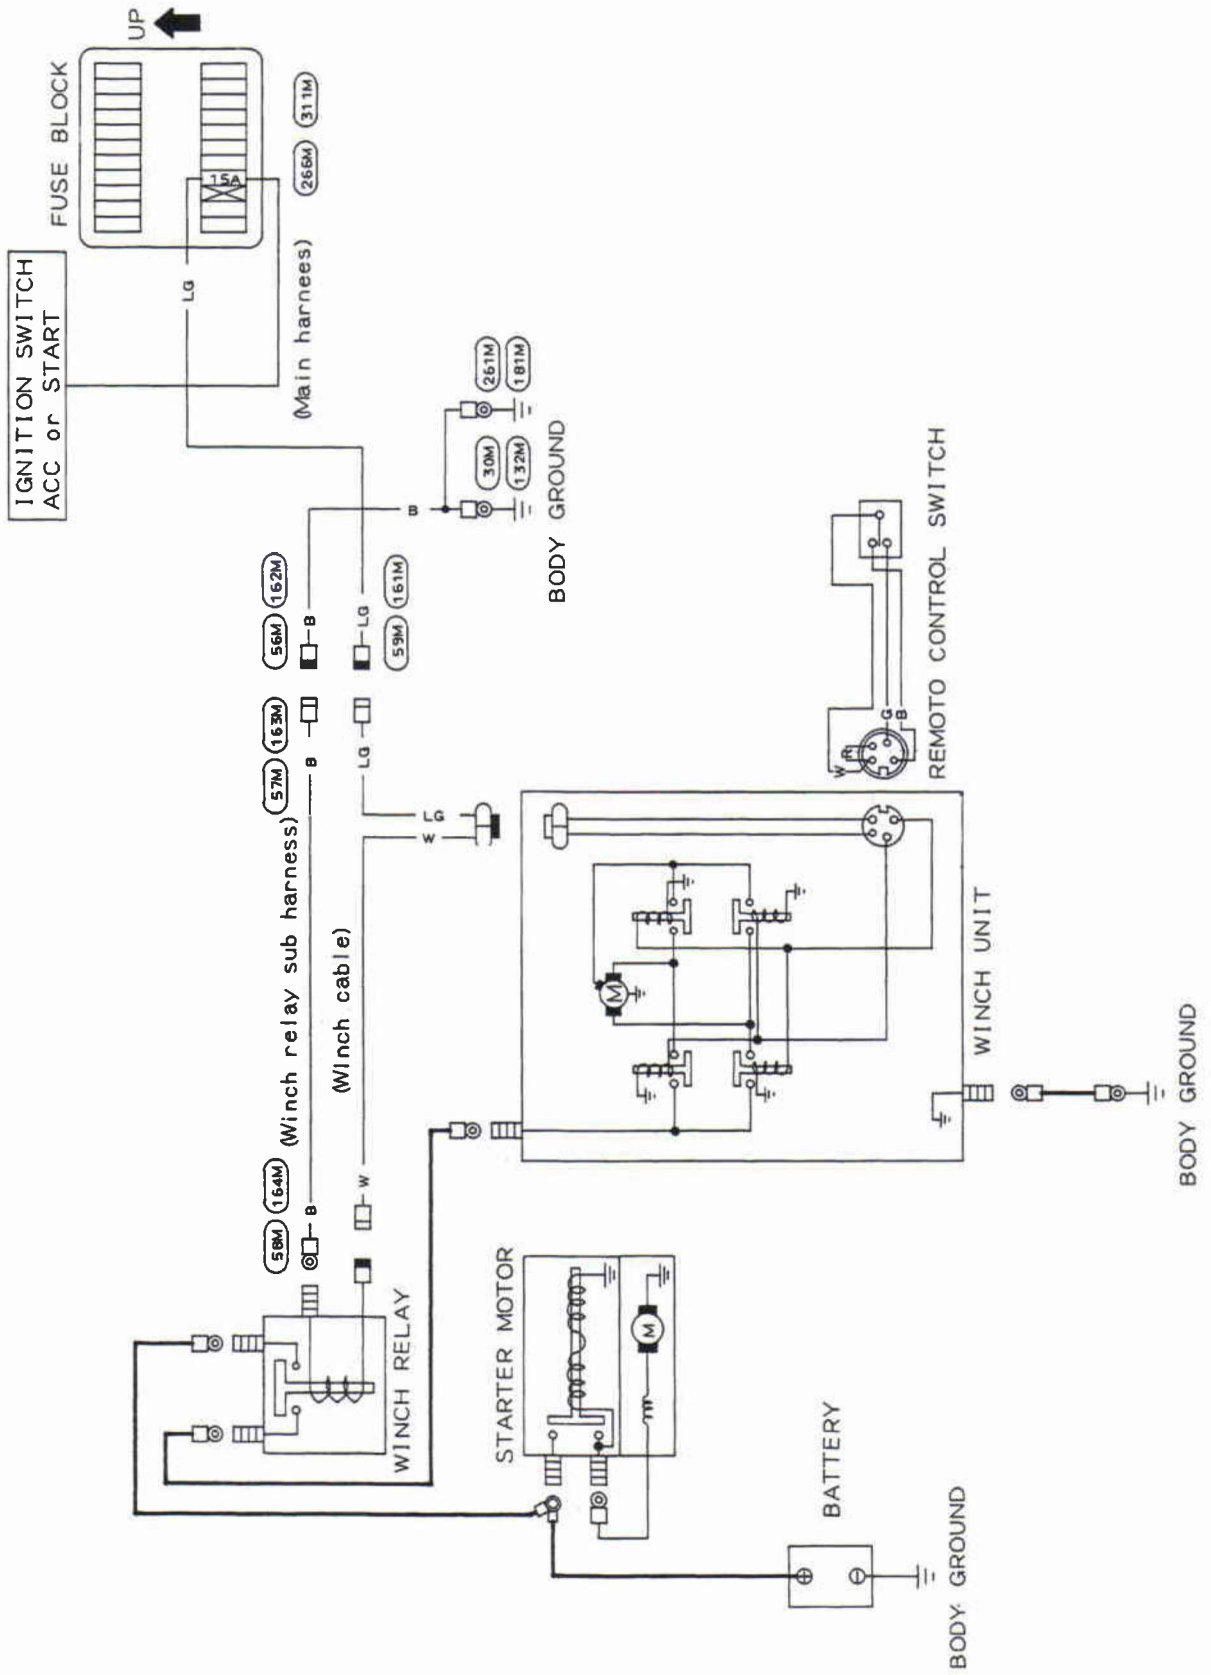 IGNITION SWITCH
ACC or START
FUSE BLOCK
UP
15A
LG
266M
311M
(Main harnees)
B
30M
132M
261M
181M
BODY GROUND
56M
162M
B
LG
59M
161M
57M
163M
B
LG
(Winch relay sub harness)
(Winch cable)
LG
W
58M
164M
B
W
WINCH RELAY
REMOTO CONTROL SWITCH
W
R
G
B
WINCH UNIT
M
BODY GROUND
STARTER MOTOR
M
BATTERY
BODY GROUND